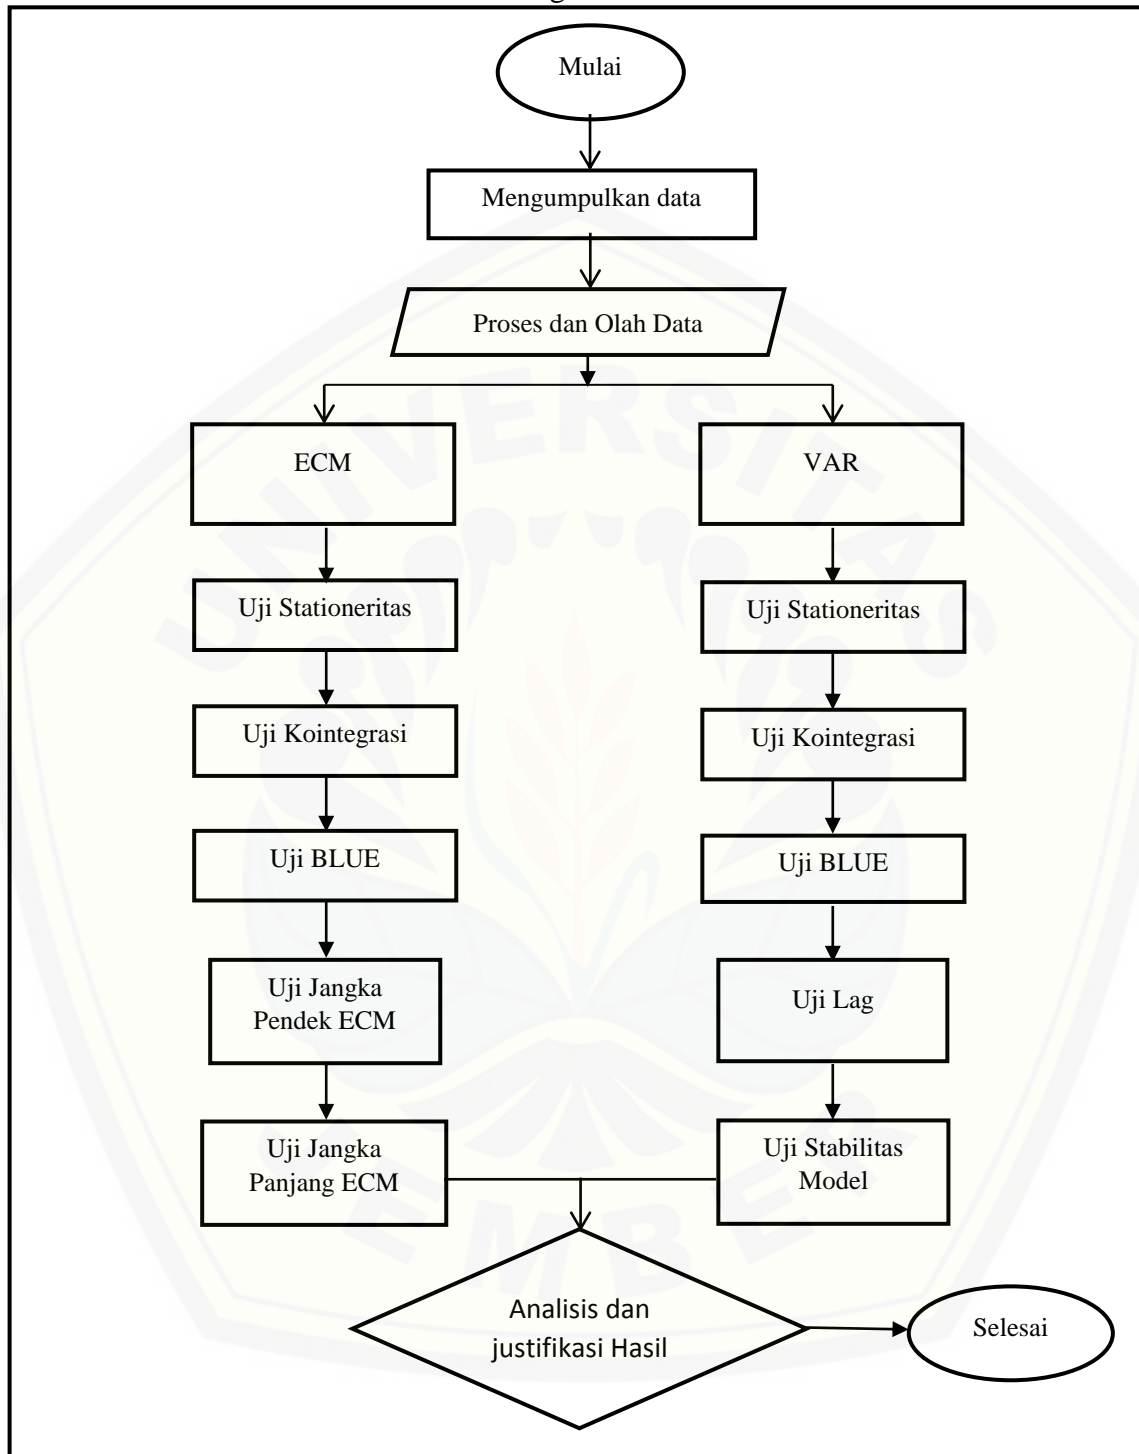 Mulai
Mengumpulkan data
Proses dan Olah Data
ECM
VAR
Uji Stationeritas
Uji Stationeritas
Uji Kointegrasi
Uji Kointegrasi
Uji BLUE
Uji BLUE
Uji Jangka
Pendek ECM
Uji Lag
Uji Jangka
Panjang ECM
Uji Stabilitas
Model
Analisis dan
justifikasi Hasil
Selesai
UNIVERSITAS
JEMBER